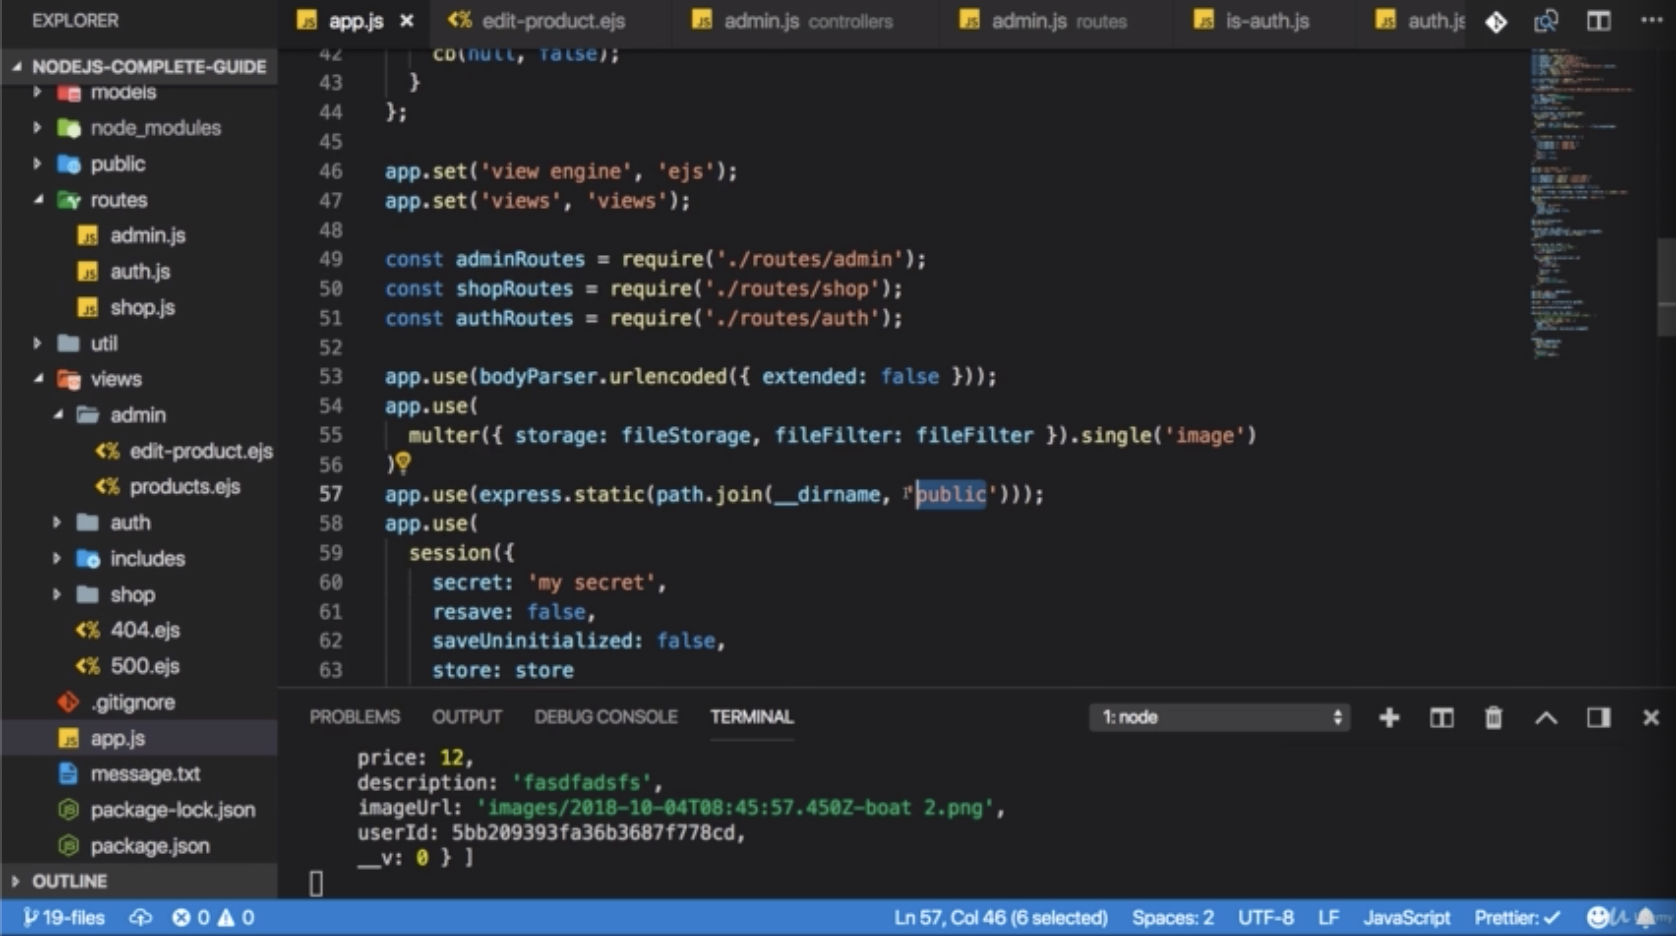 EXPLORER
app.js
edit-product.ejs
admin.js controllers
admin.js routes
is-auth.js
auth.js
NODEJS-COMPLETE-GUIDE
models
node_modules
public
routes
admin.js
auth.js
shop.js
util
views
admin
edit-product.ejs
products.ejs
auth
includes
shop
404.ejs
500.ejs
.gitignore
app.js
message.txt
package-lock.json
package.json
OUTLINE
42 cb(null, false);
43 }
44 };
45
46 app.set('view engine', 'ejs');
47 app.set('views', 'views');
48
49 const adminRoutes = require('./routes/admin');
50 const shopRoutes = require('./routes/shop');
51 const authRoutes = require('./routes/auth');
52
53 app.use(bodyParser.urlencoded({ extended: false }));
54 app.use(
55 multer({ storage: fileStorage, fileFilter: fileFilter }).single('image')
56 )
57 app.use(express.static(path.join(__dirname, 'public')));
58 app.use(
59 session({
60 secret: 'my secret',
61 resave: false,
62 saveUninitialized: false,
63 store: store
PROBLEMS OUTPUT DEBUG CONSOLE TERMINAL 1: node
price: 12,
description: 'fasdfadsfs',
imageUrl: 'images/2018-10-04T08:45:57.450Z-boat 2.png',
userId: 5bb209393fa36b3687f778cd,
__v: 0 } ]
19-files 0 0 Ln 57, Col 46 (6 selected) Spaces: 2 UTF-8 LF JavaScript Prettier: ✓